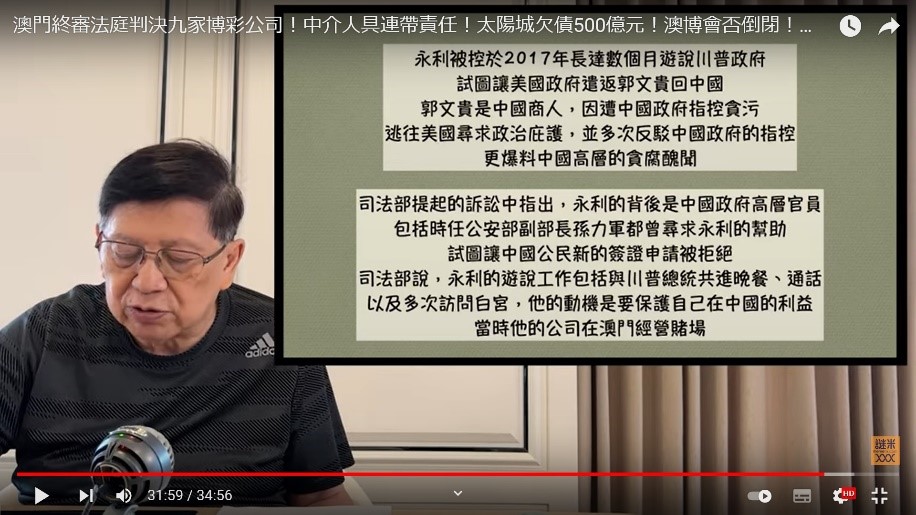 澳門終審法庭判決九家博彩公司！中介人具連帶責任！太陽城欠債500億元！澳博會否倒閉！...
永利被控於2017年長達數個月遊說川普政府
試圖讓美國政府遣返郭文貴回中國
郭文貴是中國商人，因遭中國政府指控貪污
逃往美國尋求政治庇護，並多次反駁中國政府的指控
更爆料中國高層的貪腐醜聞
司法部提起的訴訟中指出，永利的背後是中國政府高層官員
包括時任公安部副部長孫力軍都曾尋求永利的幫助
試圖讓中國公民新的簽證申請被拒絕
司法部說，永利的遊說工作包括與川普總統共進晚餐、通話
以及多次訪問白宮，他的動機是要保護自己在中國的利益
當時他的公司在澳門經營賭場
adidas
謎米
XXX
31:59 / 34:56
HD